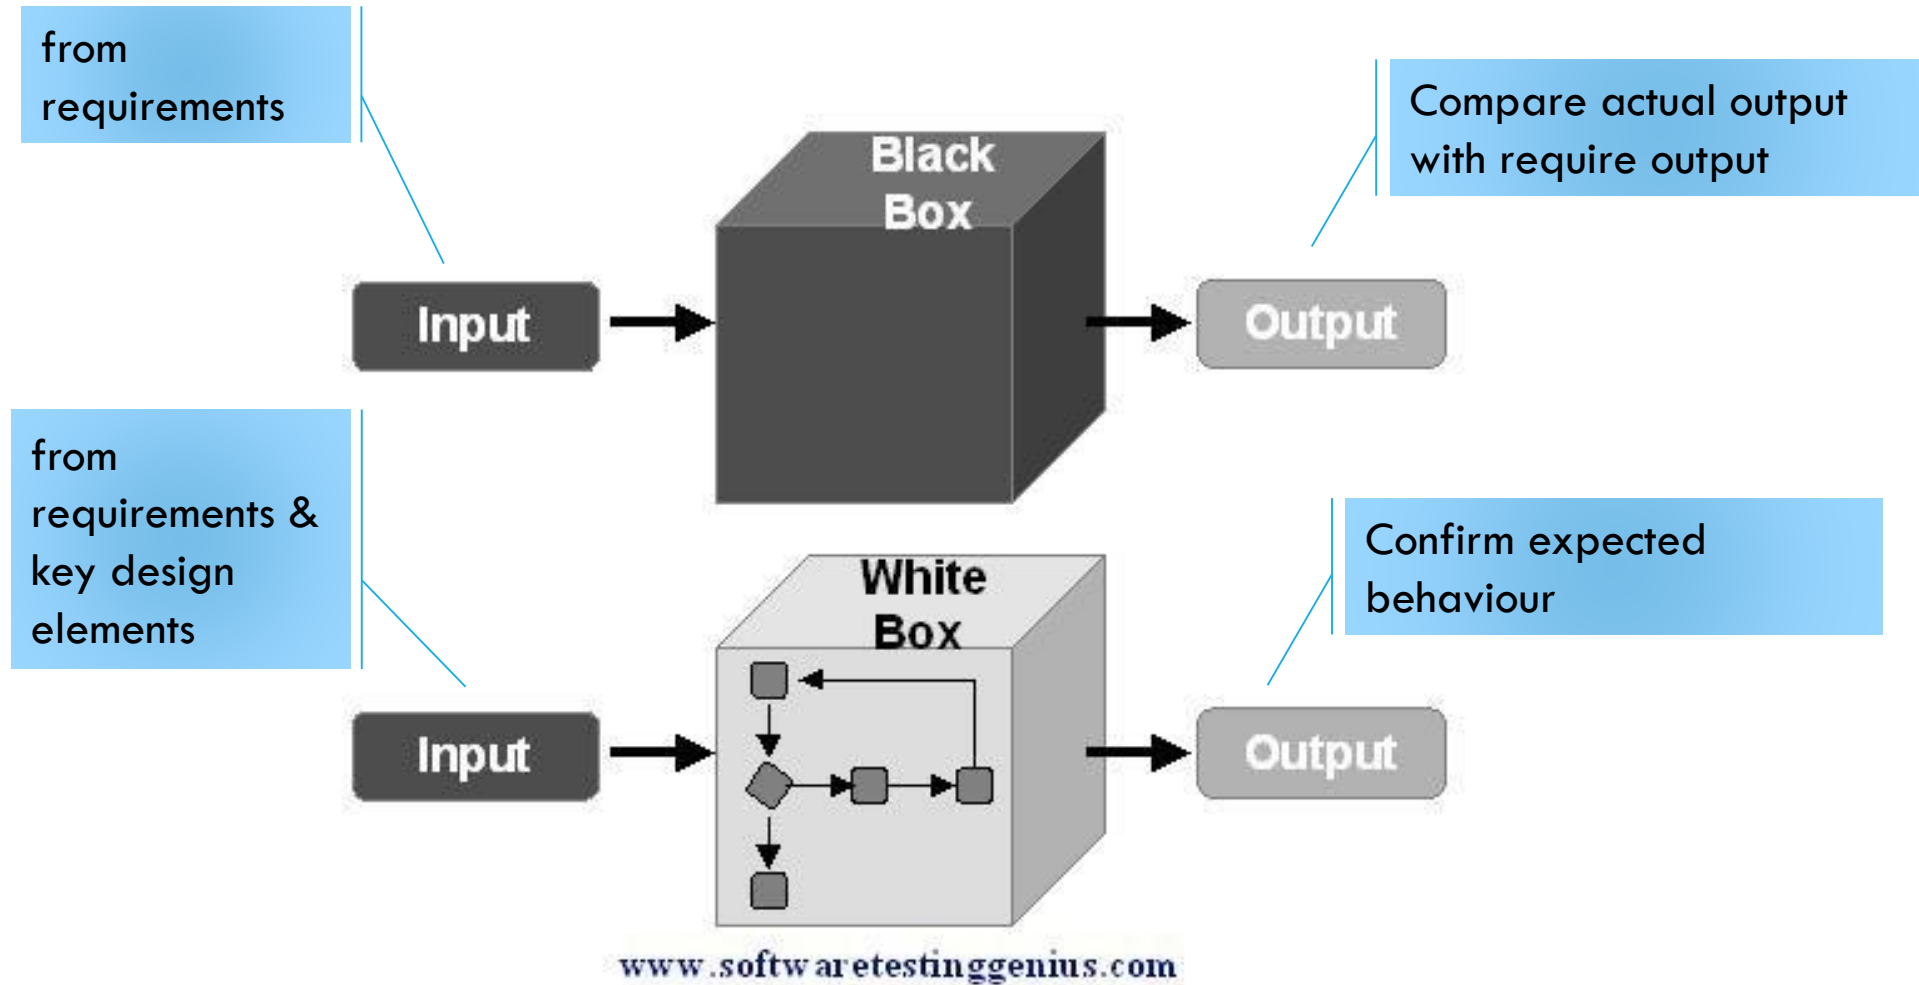 from
requirements
Compare actual output
with require output
Black
Box
Input
Output
from
requirements &
key design
elements
Confirm expected
behaviour
White
Box
Input
Output
www.softwaretestinggenius.com